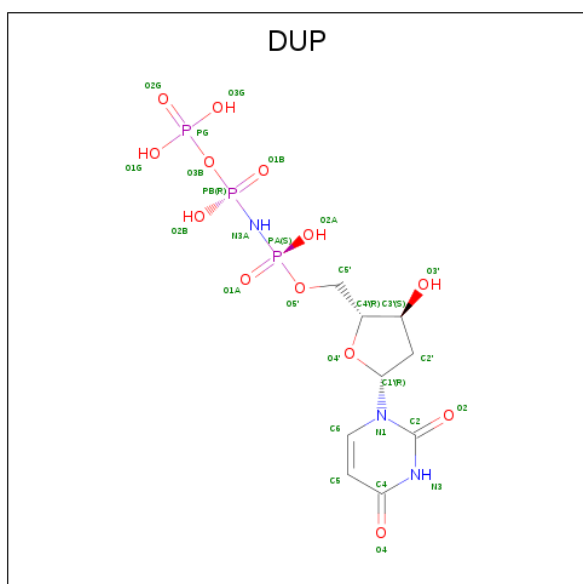 DUP
O2G O3G
O OH
P PG
HO O1G
O O3B
O O1B
PB(R) P
HO O2B
NH N3A
OH O2A
PA(S) P
O O1A
O O5'
C5'
OH O3'
C4'(R) C3'(S)
O O4'
C2'
C1'(R)
N N1
C6
C2
O O2
C5
C4
NH N3
O
O4